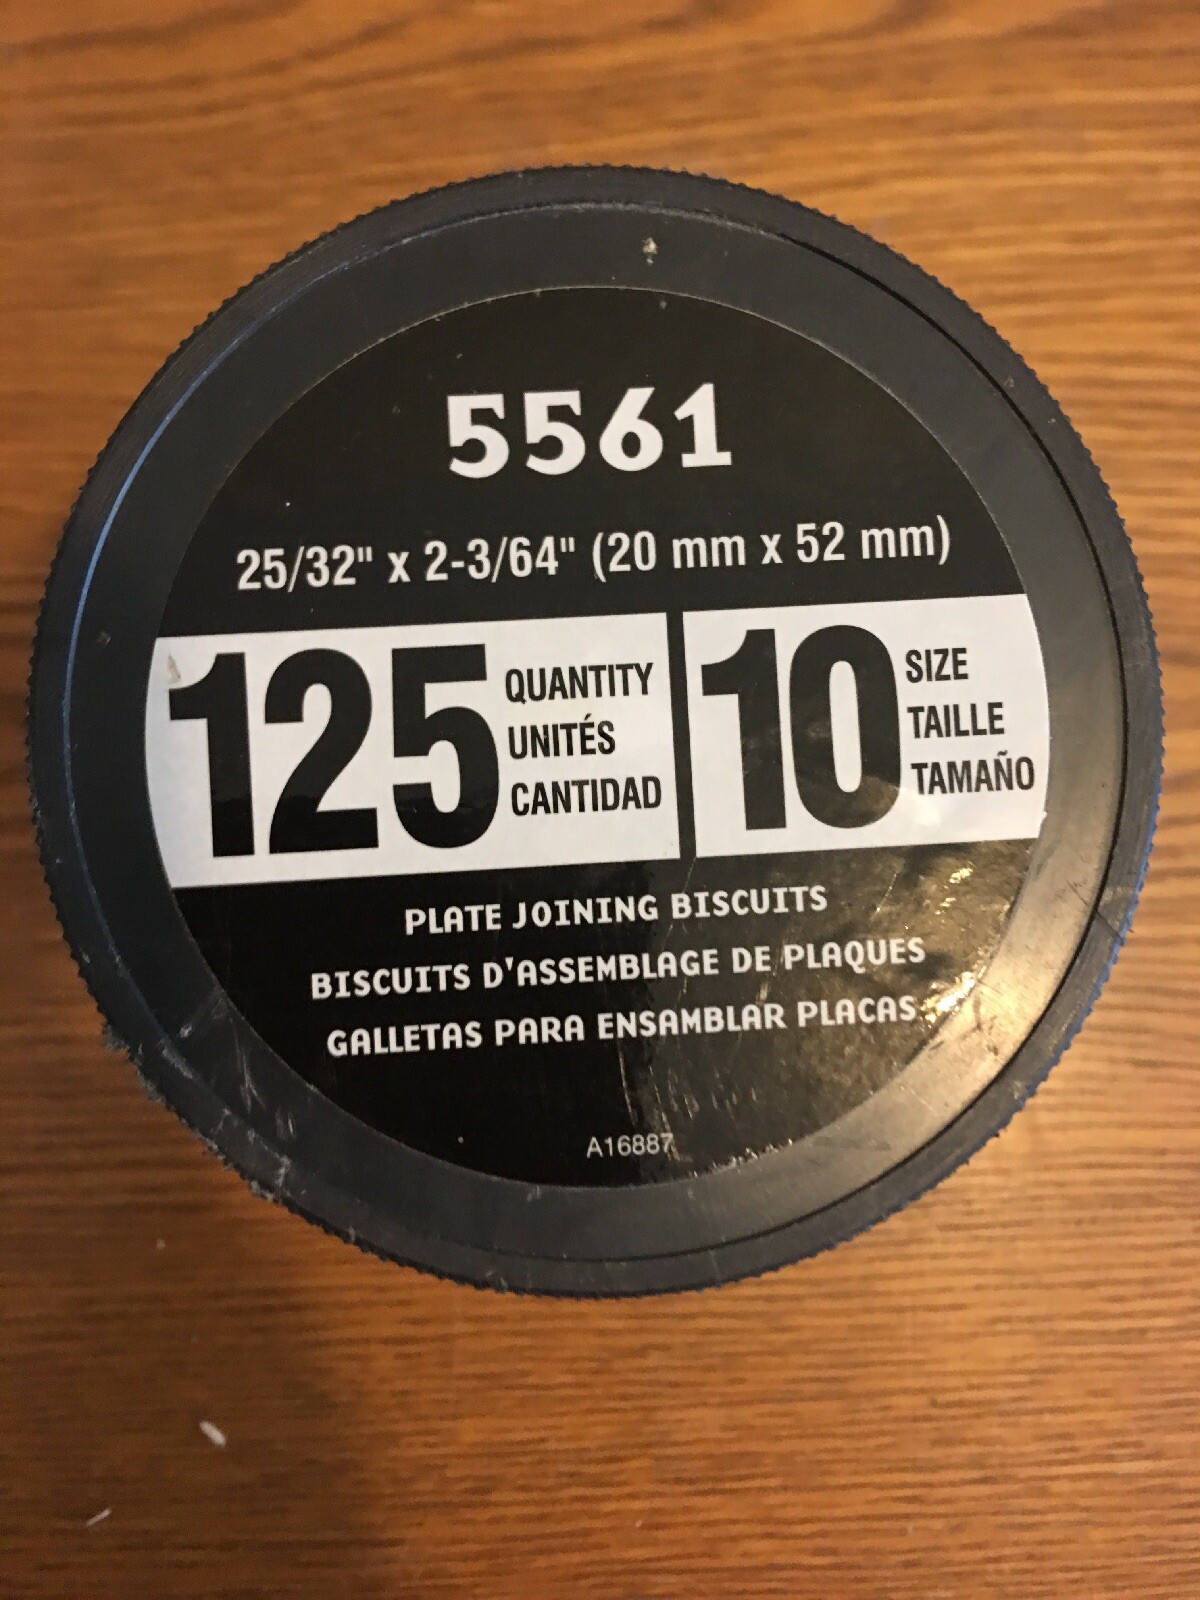 5561
25/32" x 2-3/64" (20 mm x 52 mm)
125 QUANTITY
UNITÉS
CANTIDAD
10 SIZE
TAILLE
TAMAÑO
PLATE JOINING BISCUITS
BISCUITS D'ASSEMBLAGE DE PLAQUES
GALLETAS PARA ENSAMBLAR PLACAS
A16887